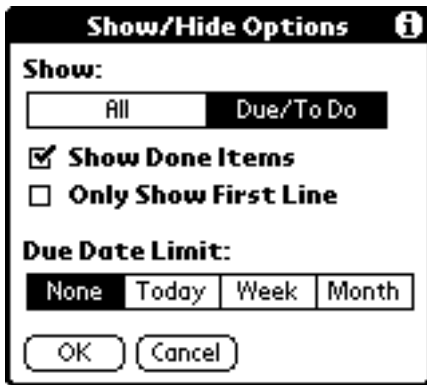 Show/Hide Options i
Show:
All Due/To Do
Show Done Items
Only Show First Line
Due Date Limit:
None Today Week Month
OK Cancel